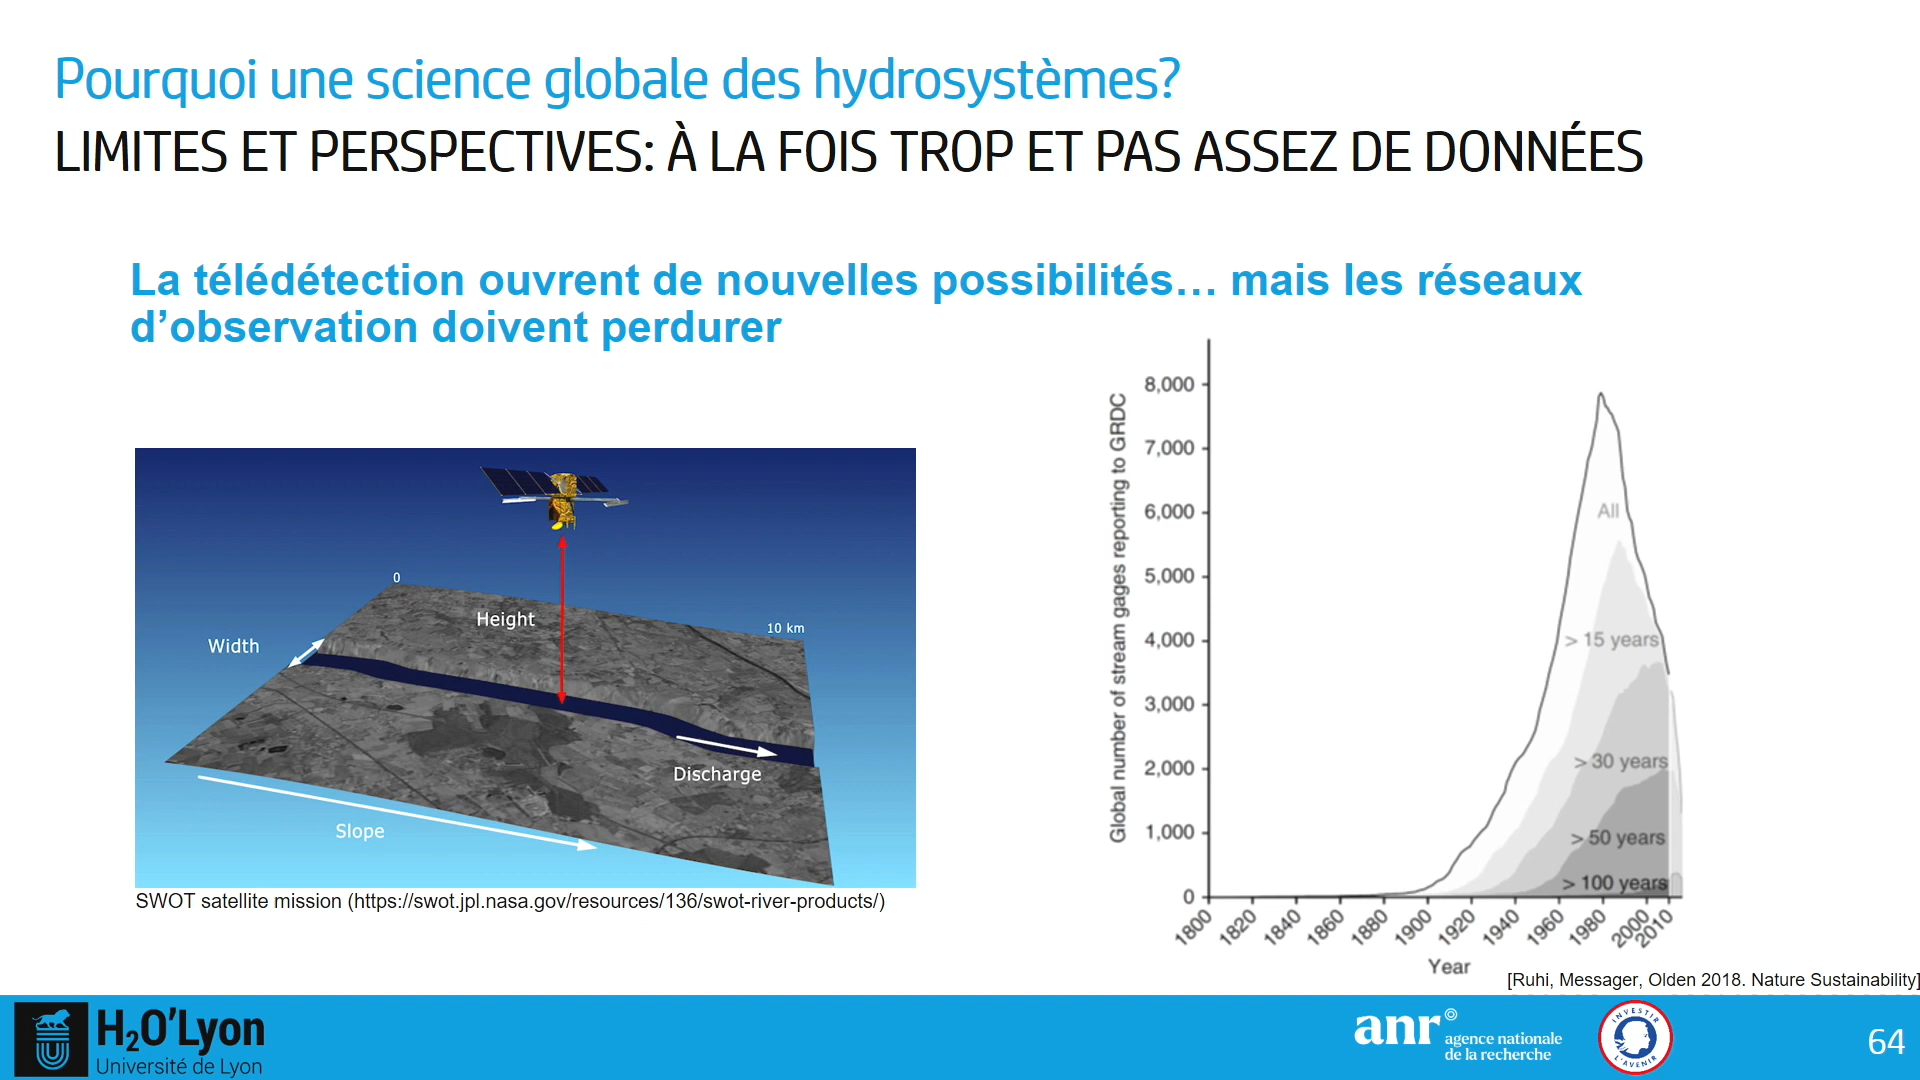 Pourquoi une science globale des hydrosystèmes?
LIMITES ET PERSPECTIVES: À LA FOIS TROP ET PAS ASSEZ DE DONNÉES
La télédétection ouvrent de nouvelles possibilités… mais les réseaux
d’observation doivent perdurer
0
10 km
Height
Width
Discharge
Slope
SWOT satellite mission (https://swot.jpl.nasa.gov/resources/136/swot-river-products/)
Global number of stream gages reporting to GRDC
8,000
7,000
6,000
5,000
4,000
3,000
2,000
1,000
0
All
> 15 years
> 30 years
> 50 years
> 100 years
1800
1820
1840
1860
1880
1900
1920
1940
1960
1980
2000
2010
Year
[Ruhi, Messager, Olden 2018. Nature Sustainability]
H₂O’Lyon
Université de Lyon
anr
agence nationale
de la recherche
INVESTIR
L'AVENIR
64